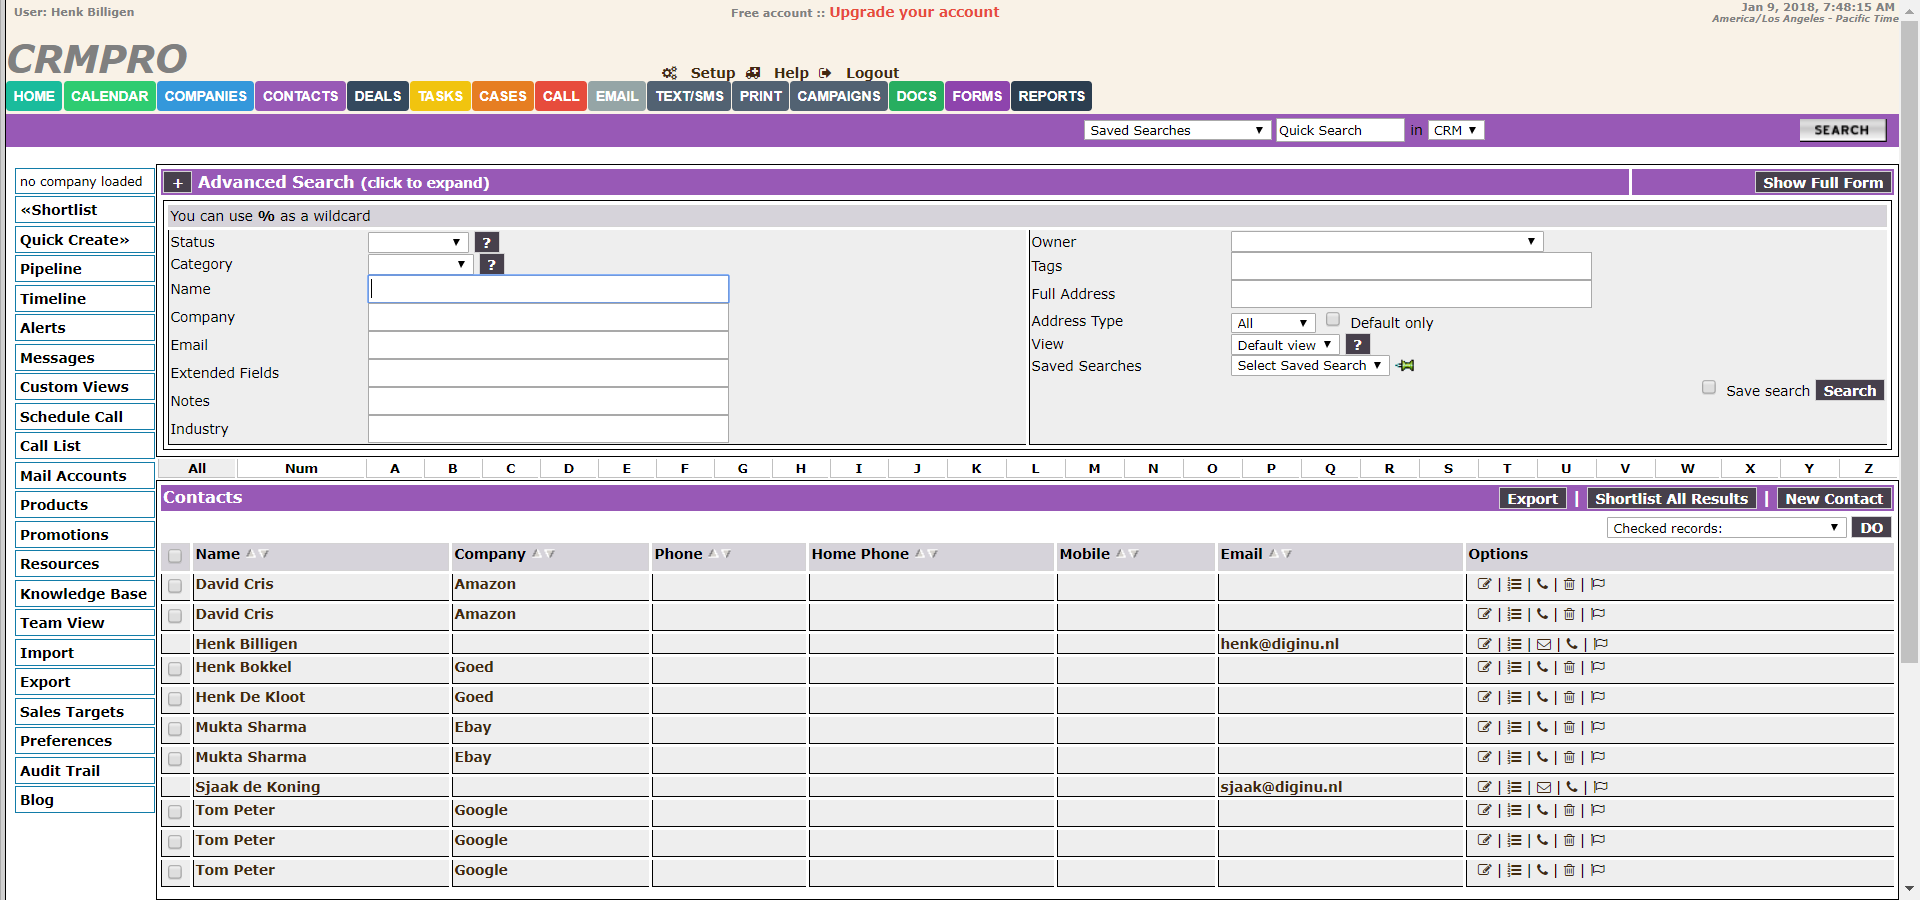 User: Henk Billigen
Free account :: Upgrade your account
Jan 9, 2018, 7:48:15 AM
America/Los Angeles - Pacific Time
CRMPRO
Setup Help Logout
HOME CALENDAR COMPANIES CONTACTS DEALS TASKS CASES CALL EMAIL TEXT/SMS PRINT CAMPAIGNS DOCS FORMS REPORTS
Saved Searches Quick Search in CRM SEARCH
no company loaded
«Shortlist
Quick Create»
Pipeline
Timeline
Alerts
Messages
Custom Views
Schedule Call
Call List
Mail Accounts
Products
Promotions
Resources
Knowledge Base
Team View
Import
Export
Sales Targets
Preferences
Audit Trail
Blog
+ Advanced Search (click to expand) Show Full Form
You can use % as a wildcard
Status ?
Category ?
Name
Company
Email
Extended Fields
Notes
Industry
Owner
Tags
Full Address
Address Type All Default only
View Default view ?
Saved Searches Select Saved Search
Save search Search
All Num A B C D E F G H I J K L M N O P Q R S T U V W X Y Z
Contacts Export | Shortlist All Results | New Contact
Checked records: DO
Name Company Phone Home Phone Mobile Email Options
David Cris Amazon | | | |
David Cris Amazon | | | |
Henk Billigen henk@diginu.nl | | | |
Henk Bokkel Goed | | | |
Henk De Kloot Goed | | | |
Mukta Sharma Ebay | | | |
Mukta Sharma Ebay | | | |
Sjaak de Koning sjaak@diginu.nl | | | |
Tom Peter Google | | | |
Tom Peter Google | | | |
Tom Peter Google | | | |